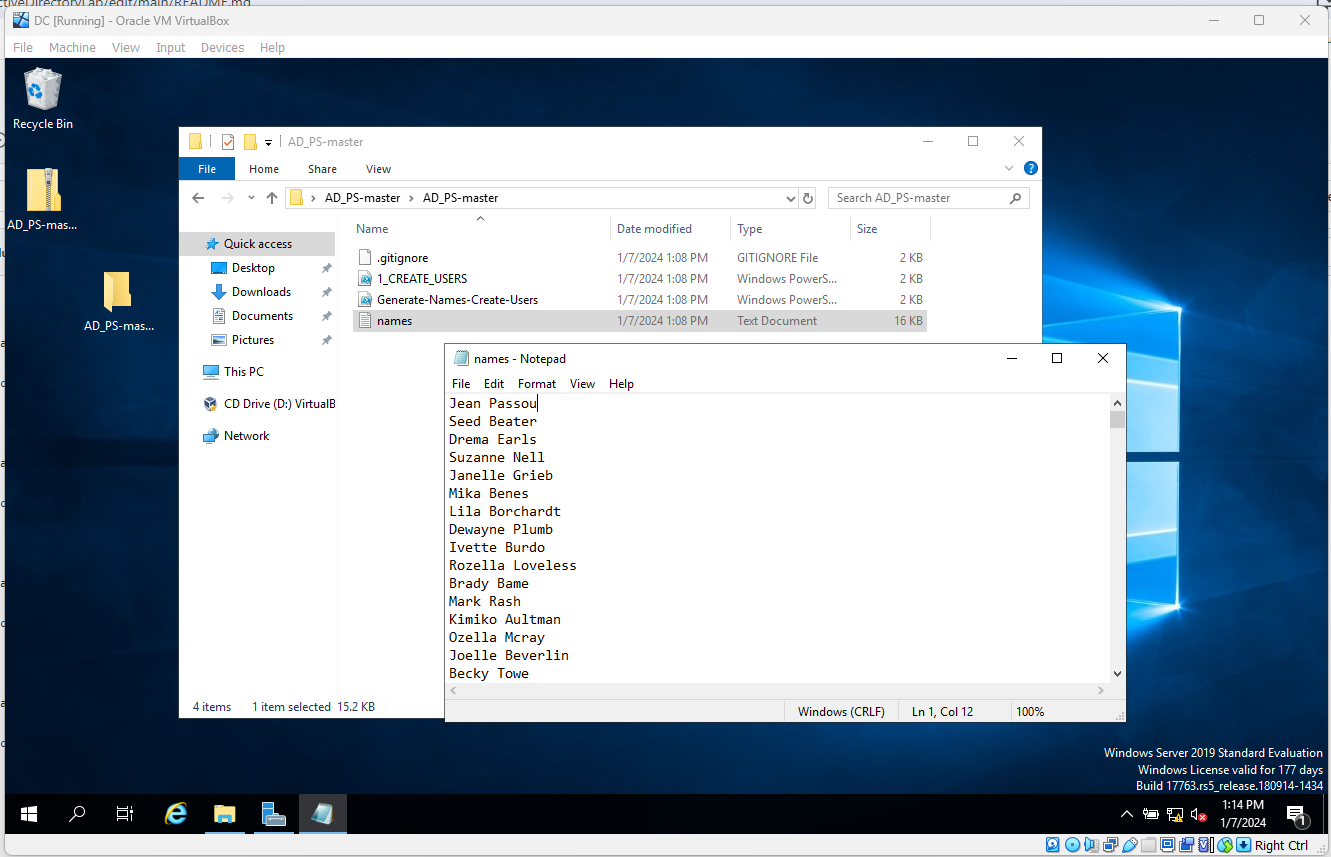 ctiveDirectoryLab/edit/main/README.md
DC [Running] - Oracle VM VirtualBox
File Machine View Input Devices Help
Recycle Bin
AD_PS-mas...
AD_PS-mas...
AD_PS-master
File Home Share View
AD_PS-master > AD_PS-master
Search AD_PS-master
Name Date modified Type Size
Quick access
Desktop
Downloads
Documents
Pictures
This PC
CD Drive (D:) VirtualB
Network
.gitignore 1/7/2024 1:08 PM GITIGNORE File 2 KB
1_CREATE_USERS 1/7/2024 1:08 PM Windows PowerS... 2 KB
Generate-Names-Create-Users 1/7/2024 1:08 PM Windows PowerS... 2 KB
names 1/7/2024 1:08 PM Text Document 16 KB
4 items 1 item selected 15.2 KB
names - Notepad
File Edit Format View Help
Jean Passou
Seed Beater
Drema Earls
Suzanne Nell
Janelle Grieb
Mika Benes
Lila Borchardt
Dewayne Plumb
Ivette Burdo
Rozella Loveless
Brady Bame
Mark Rash
Kimiko Aultman
Ozella Mcray
Joelle Beverlin
Becky Towe
Windows (CRLF) Ln 1, Col 12 100%
Windows Server 2019 Standard Evaluation
Windows License valid for 177 days
Build 17763.rs5_release.180914-1434
1:14 PM
1/7/2024
1
Right Ctrl